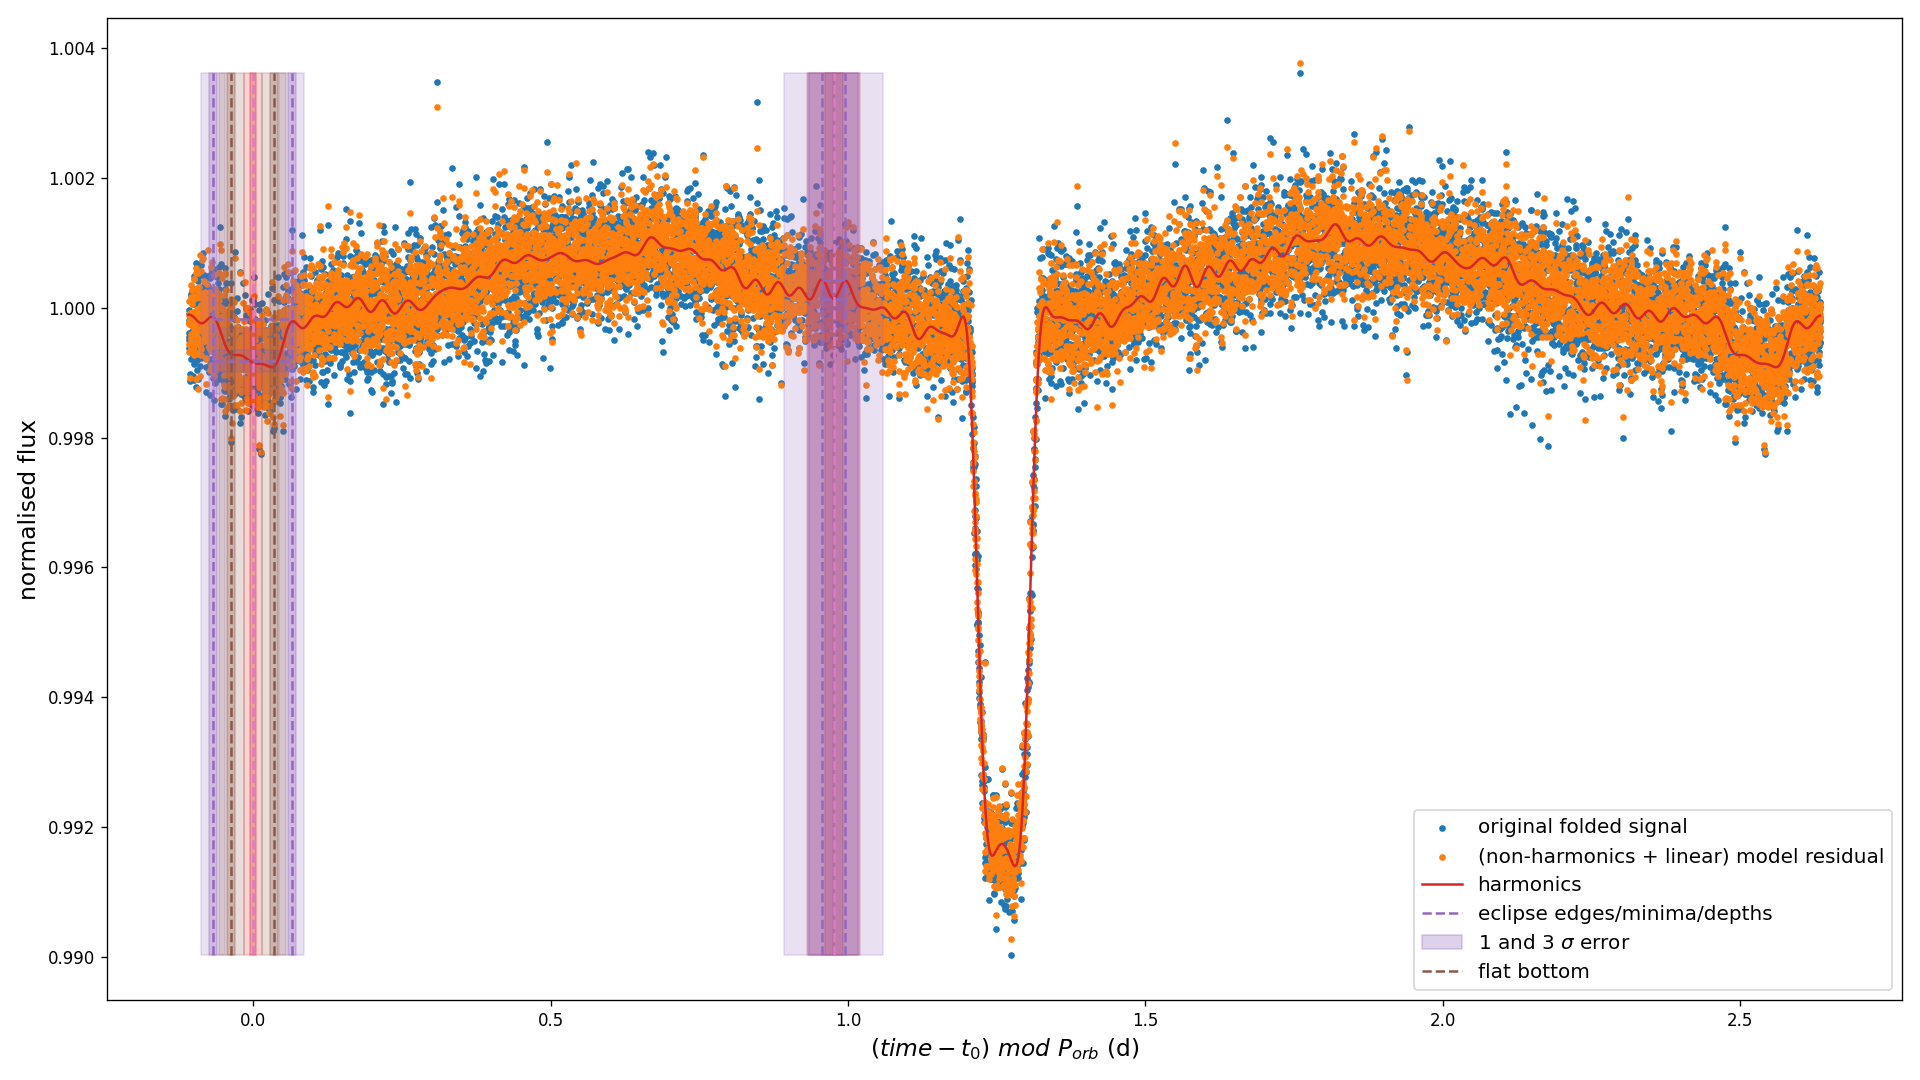 1.004
1.002
1.000
0.998
0.996
0.994
0.992
0.990
normalised flux
0.0
0.5
1.0
1.5
2.0
2.5
(time − t₀) mod Pₒᵣb (d)
original folded signal
(non-harmonics + linear) model residual
harmonics
eclipse edges/minima/depths
1 and 3 σ error
flat bottom